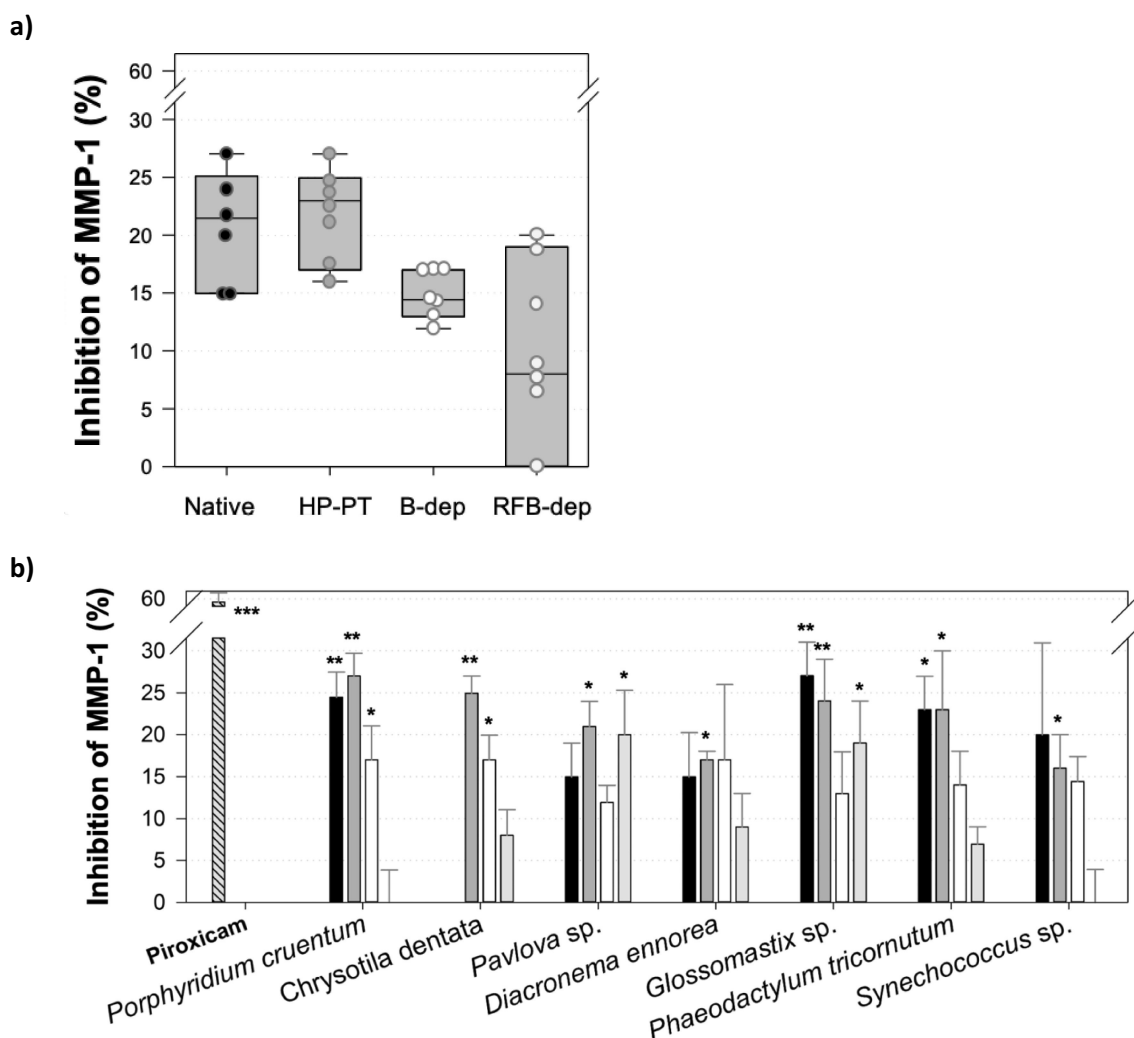 a)
Inhibition of MMP-1 (%)
60
30
25
20
15
10
5
0
Native HP-PT B-dep RFB-dep
b)
Inhibition of MMP-1 (%)
60
30
25
20
15
10
5
0
***
** ** *
** *
* *
*
** ** *
* *
*
Piroxicam
Porphyridium cruentum
Chrysotila dentata
Pavlova sp.
Diacronema ennorea
Glossomastix sp.
Phaeodactylum tricornutum
Synechococcus sp.